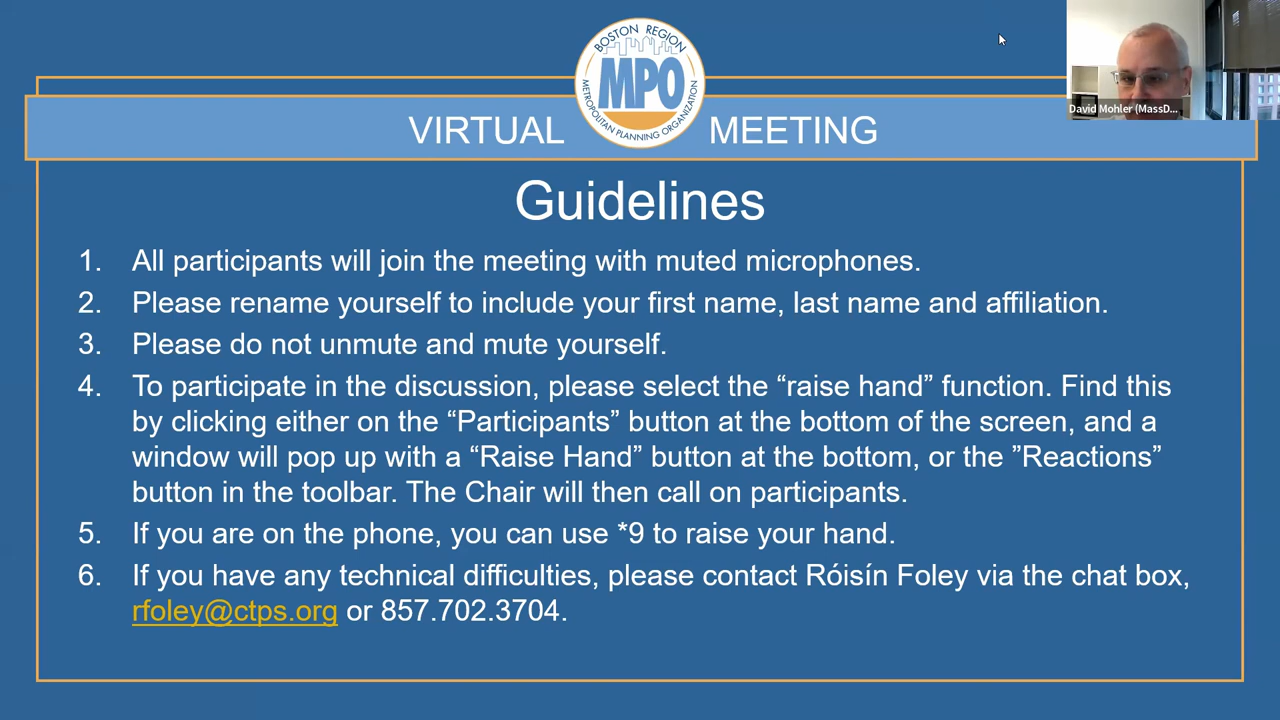 BOSTON REGION
MPO
METROPOLITAN PLANNING ORGANIZATION
VIRTUAL MEETING
David Mohler (MassD...
Guidelines
1. All participants will join the meeting with muted microphones.
2. Please rename yourself to include your first name, last name and affiliation.
3. Please do not unmute and mute yourself.
4. To participate in the discussion, please select the “raise hand” function. Find this
by clicking either on the “Participants” button at the bottom of the screen, and a
window will pop up with a “Raise Hand” button at the bottom, or the ”Reactions”
button in the toolbar. The Chair will then call on participants.
5. If you are on the phone, you can use *9 to raise your hand.
6. If you have any technical difficulties, please contact Róisín Foley via the chat box,
rfoley@ctps.org or 857.702.3704.